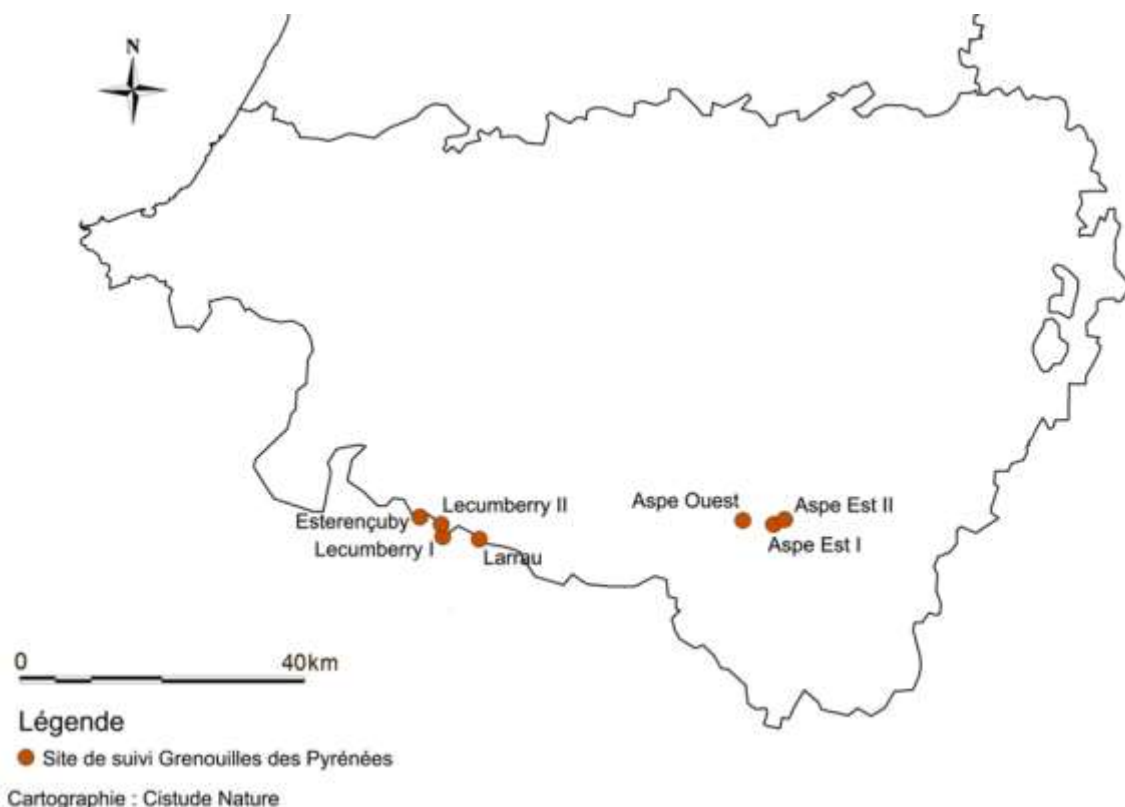 N
Aspe Ouest
Aspe Est II
Lecumberry II
Esterençuby
Aspe Est I
Lecumberry I
Larrau
0 40km
Légende
Site de suivi Grenouilles des Pyrénées
Cartographie : Cistude Nature